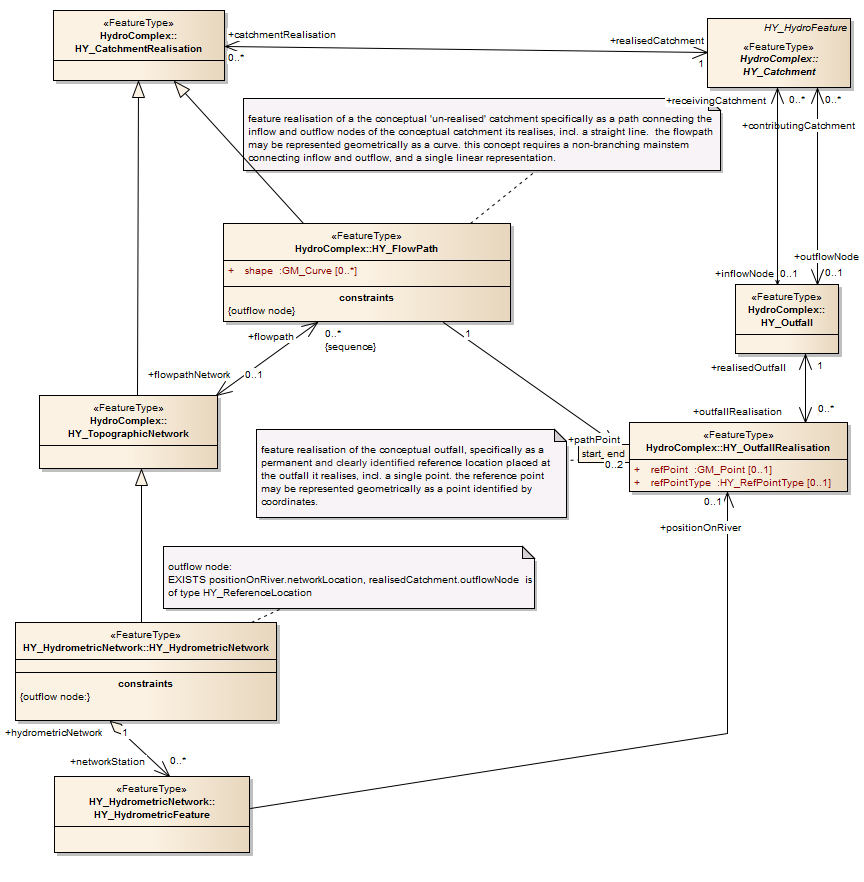 «FeatureType»
HydroComplex::
HY_CatchmentRealisation
+catchmentRealisation
0..*
+realisedCatchment
1
HY_HydroFeature
«FeatureType»
HydroComplex::
HY_Catchment
+receivingCatchment
0..*
0..*
+contributingCatchment
feature realisation of a the conceptual 'un-realised' catchment specifically as a path connecting the
inflow and outflow nodes of the conceptual catchment its realises, incl. a straight line.  the flowpath
may be represented geometrically as a curve. this concept requires a non-branching mainstem
connecting inflow and outflow, and a single linear representation.
«FeatureType»
HydroComplex::HY_FlowPath
+ shape :GM_Curve [0..*]
constraints
{outflow node}
+outflowNode
+inflowNode
0..1
0..1
«FeatureType»
HydroComplex::
HY_Outfall
+flowpath
0..*
{sequence}
1
+flowpathNetwork
0..1
+realisedOutfall
1
+outfallRealisation
0..*
«FeatureType»
HydroComplex::
HY_TopographicNetwork
feature realisation of the conceptual outfall, specifically as a
permanent and clearly identified reference location placed at
the outfall it realises, incl. a single point. the reference point
may be represented geometrically as a point identified by
coordinates.
+pathPoint
start, end
0..2
«FeatureType»
HydroComplex::HY_OutfallRealisation
+ refPoint :GM_Point [0..1]
+ refPointType :HY_RefPointType [0..1]
0..1
+positionOnRiver
outflow node:
EXISTS positionOnRiver.networkLocation, realisedCatchment.outflowNode  is
of type HY_ReferenceLocation
«FeatureType»
HY_HydrometricNetwork::HY_HydrometricNetwork
constraints
{outflow node:}
+hydrometricNetwork
1
+networkStation
0..*
«FeatureType»
HY_HydrometricNetwork::
HY_HydrometricFeature